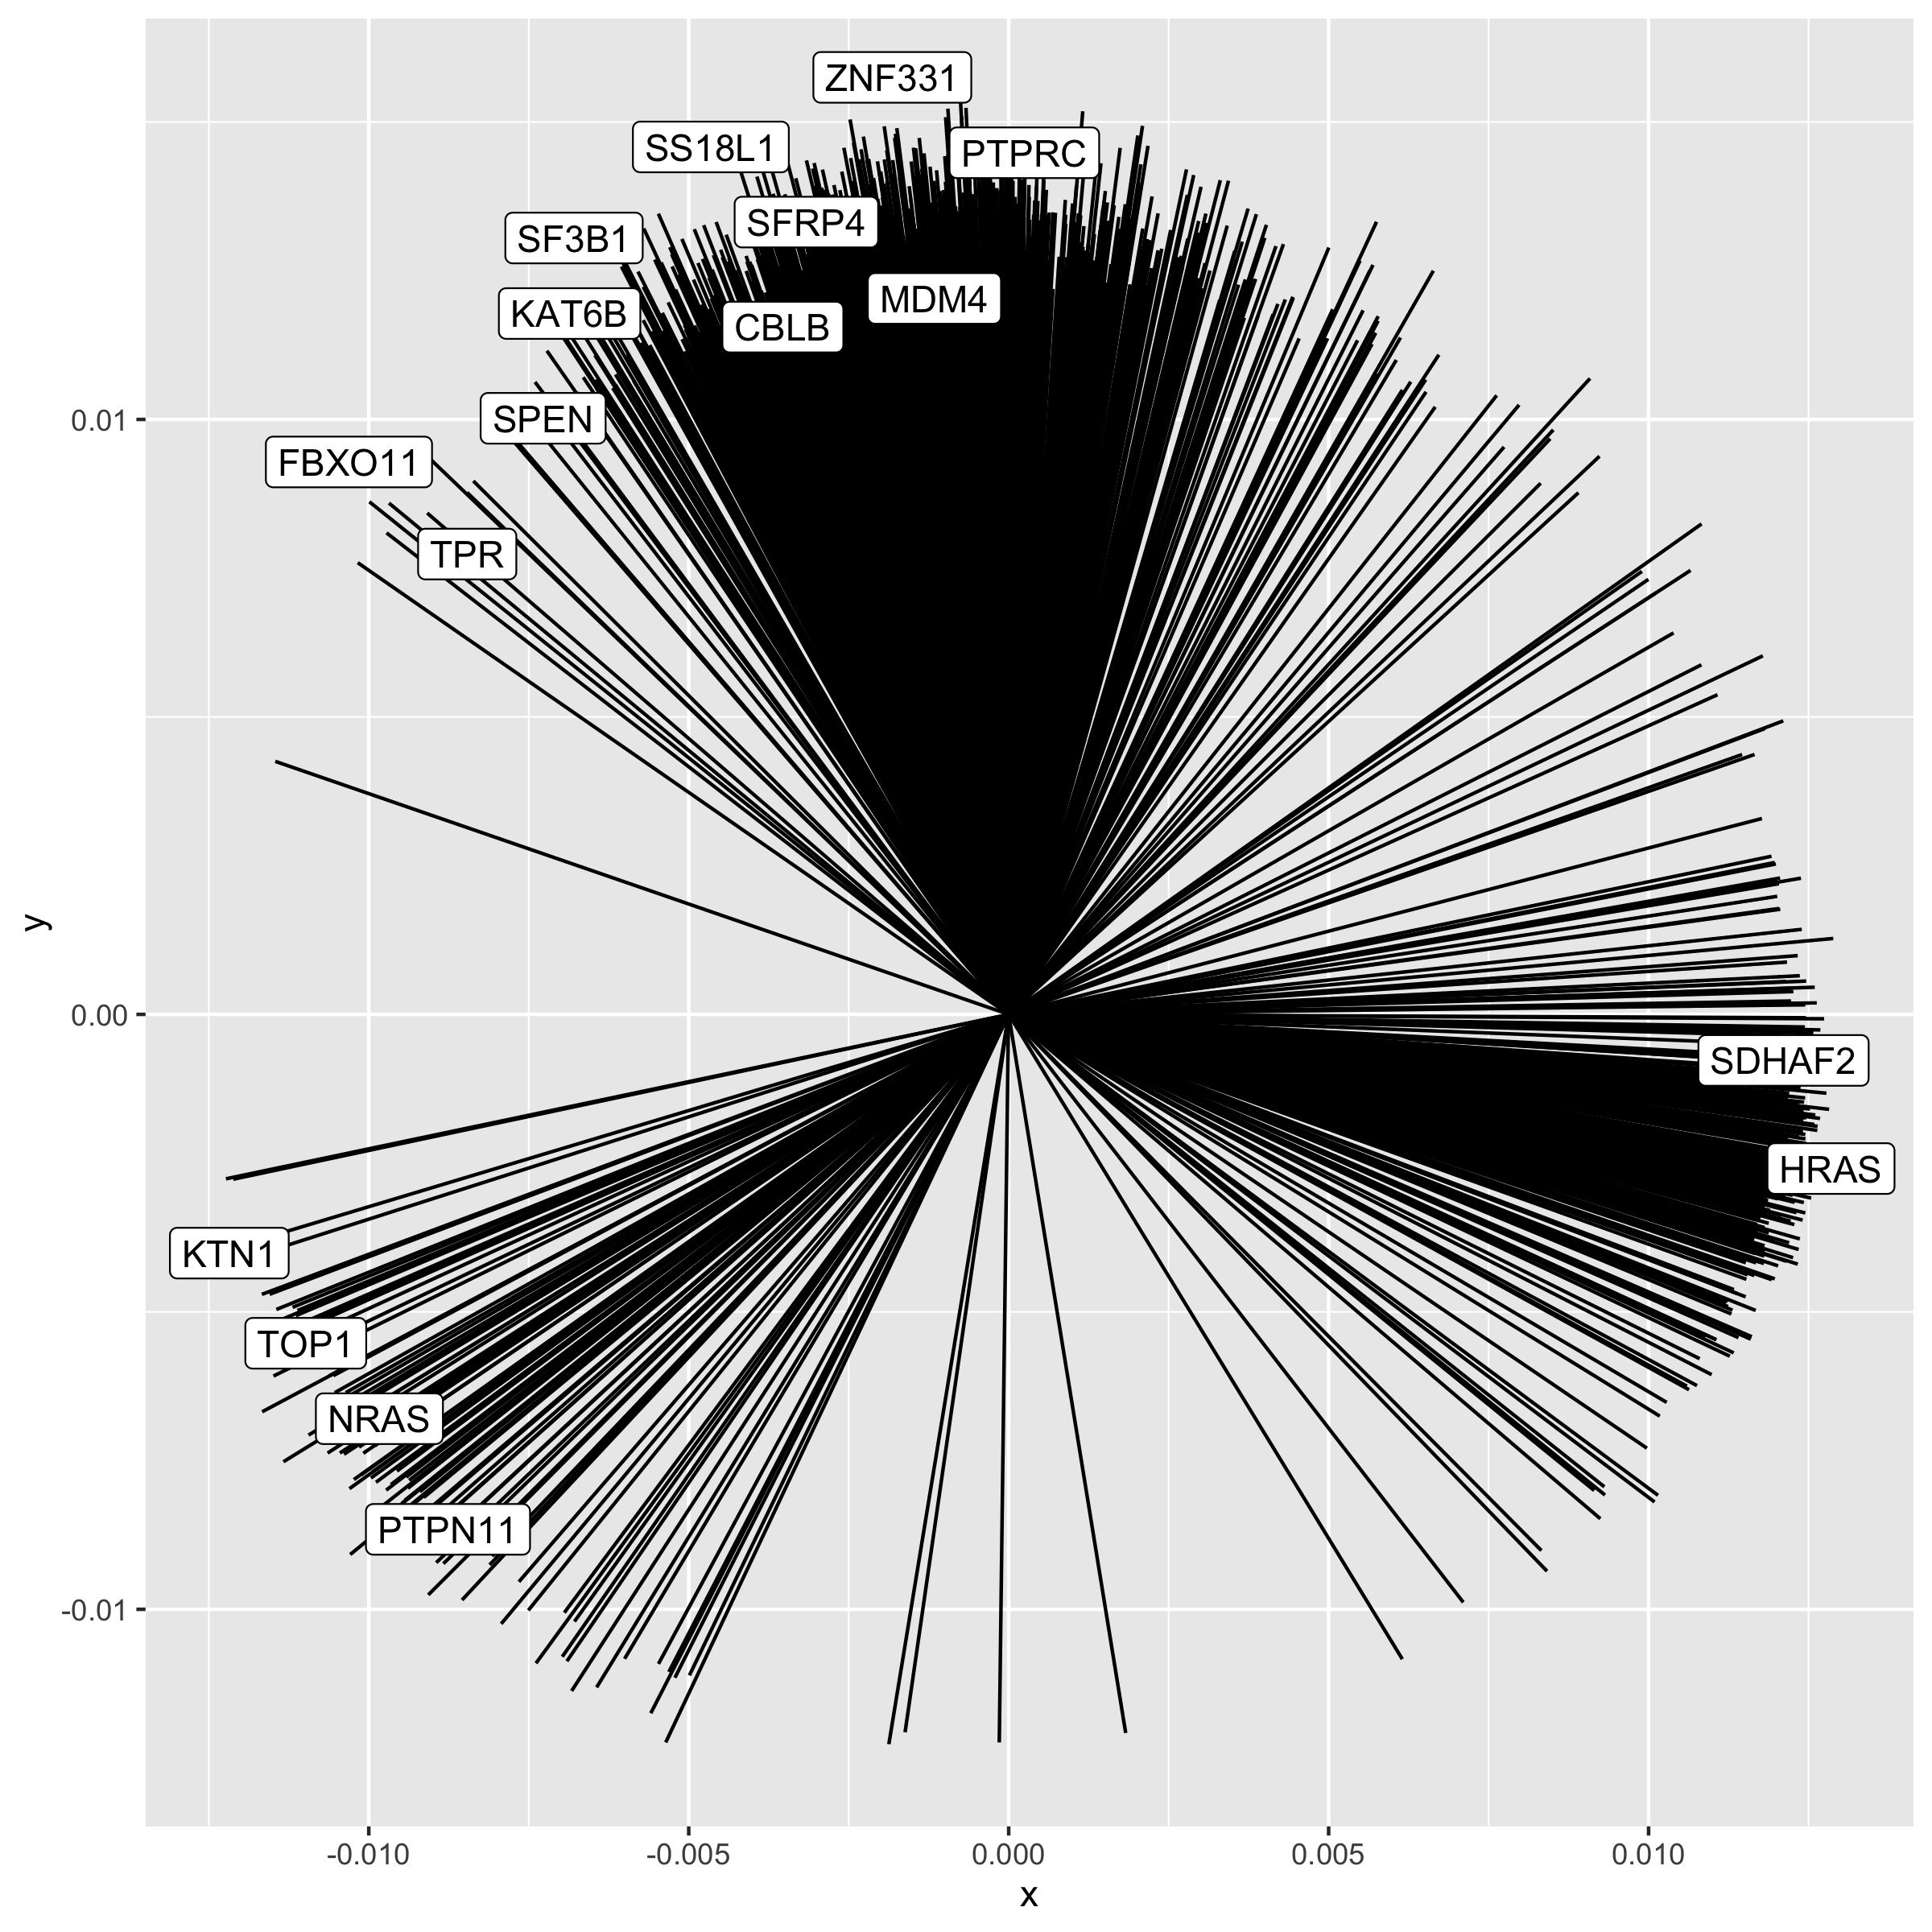 ZNF331
SS18L1
PTPRC
SFRP4
SF3B1
MDM4
KAT6B
CBLB
SPEN
0.01
FBXO11
TPR
y
0.00
SDHAF2
HRAS
KTN1
TOP1
NRAS
PTPN11
-0.01
-0.010 -0.005 0.000 0.005 0.010
x